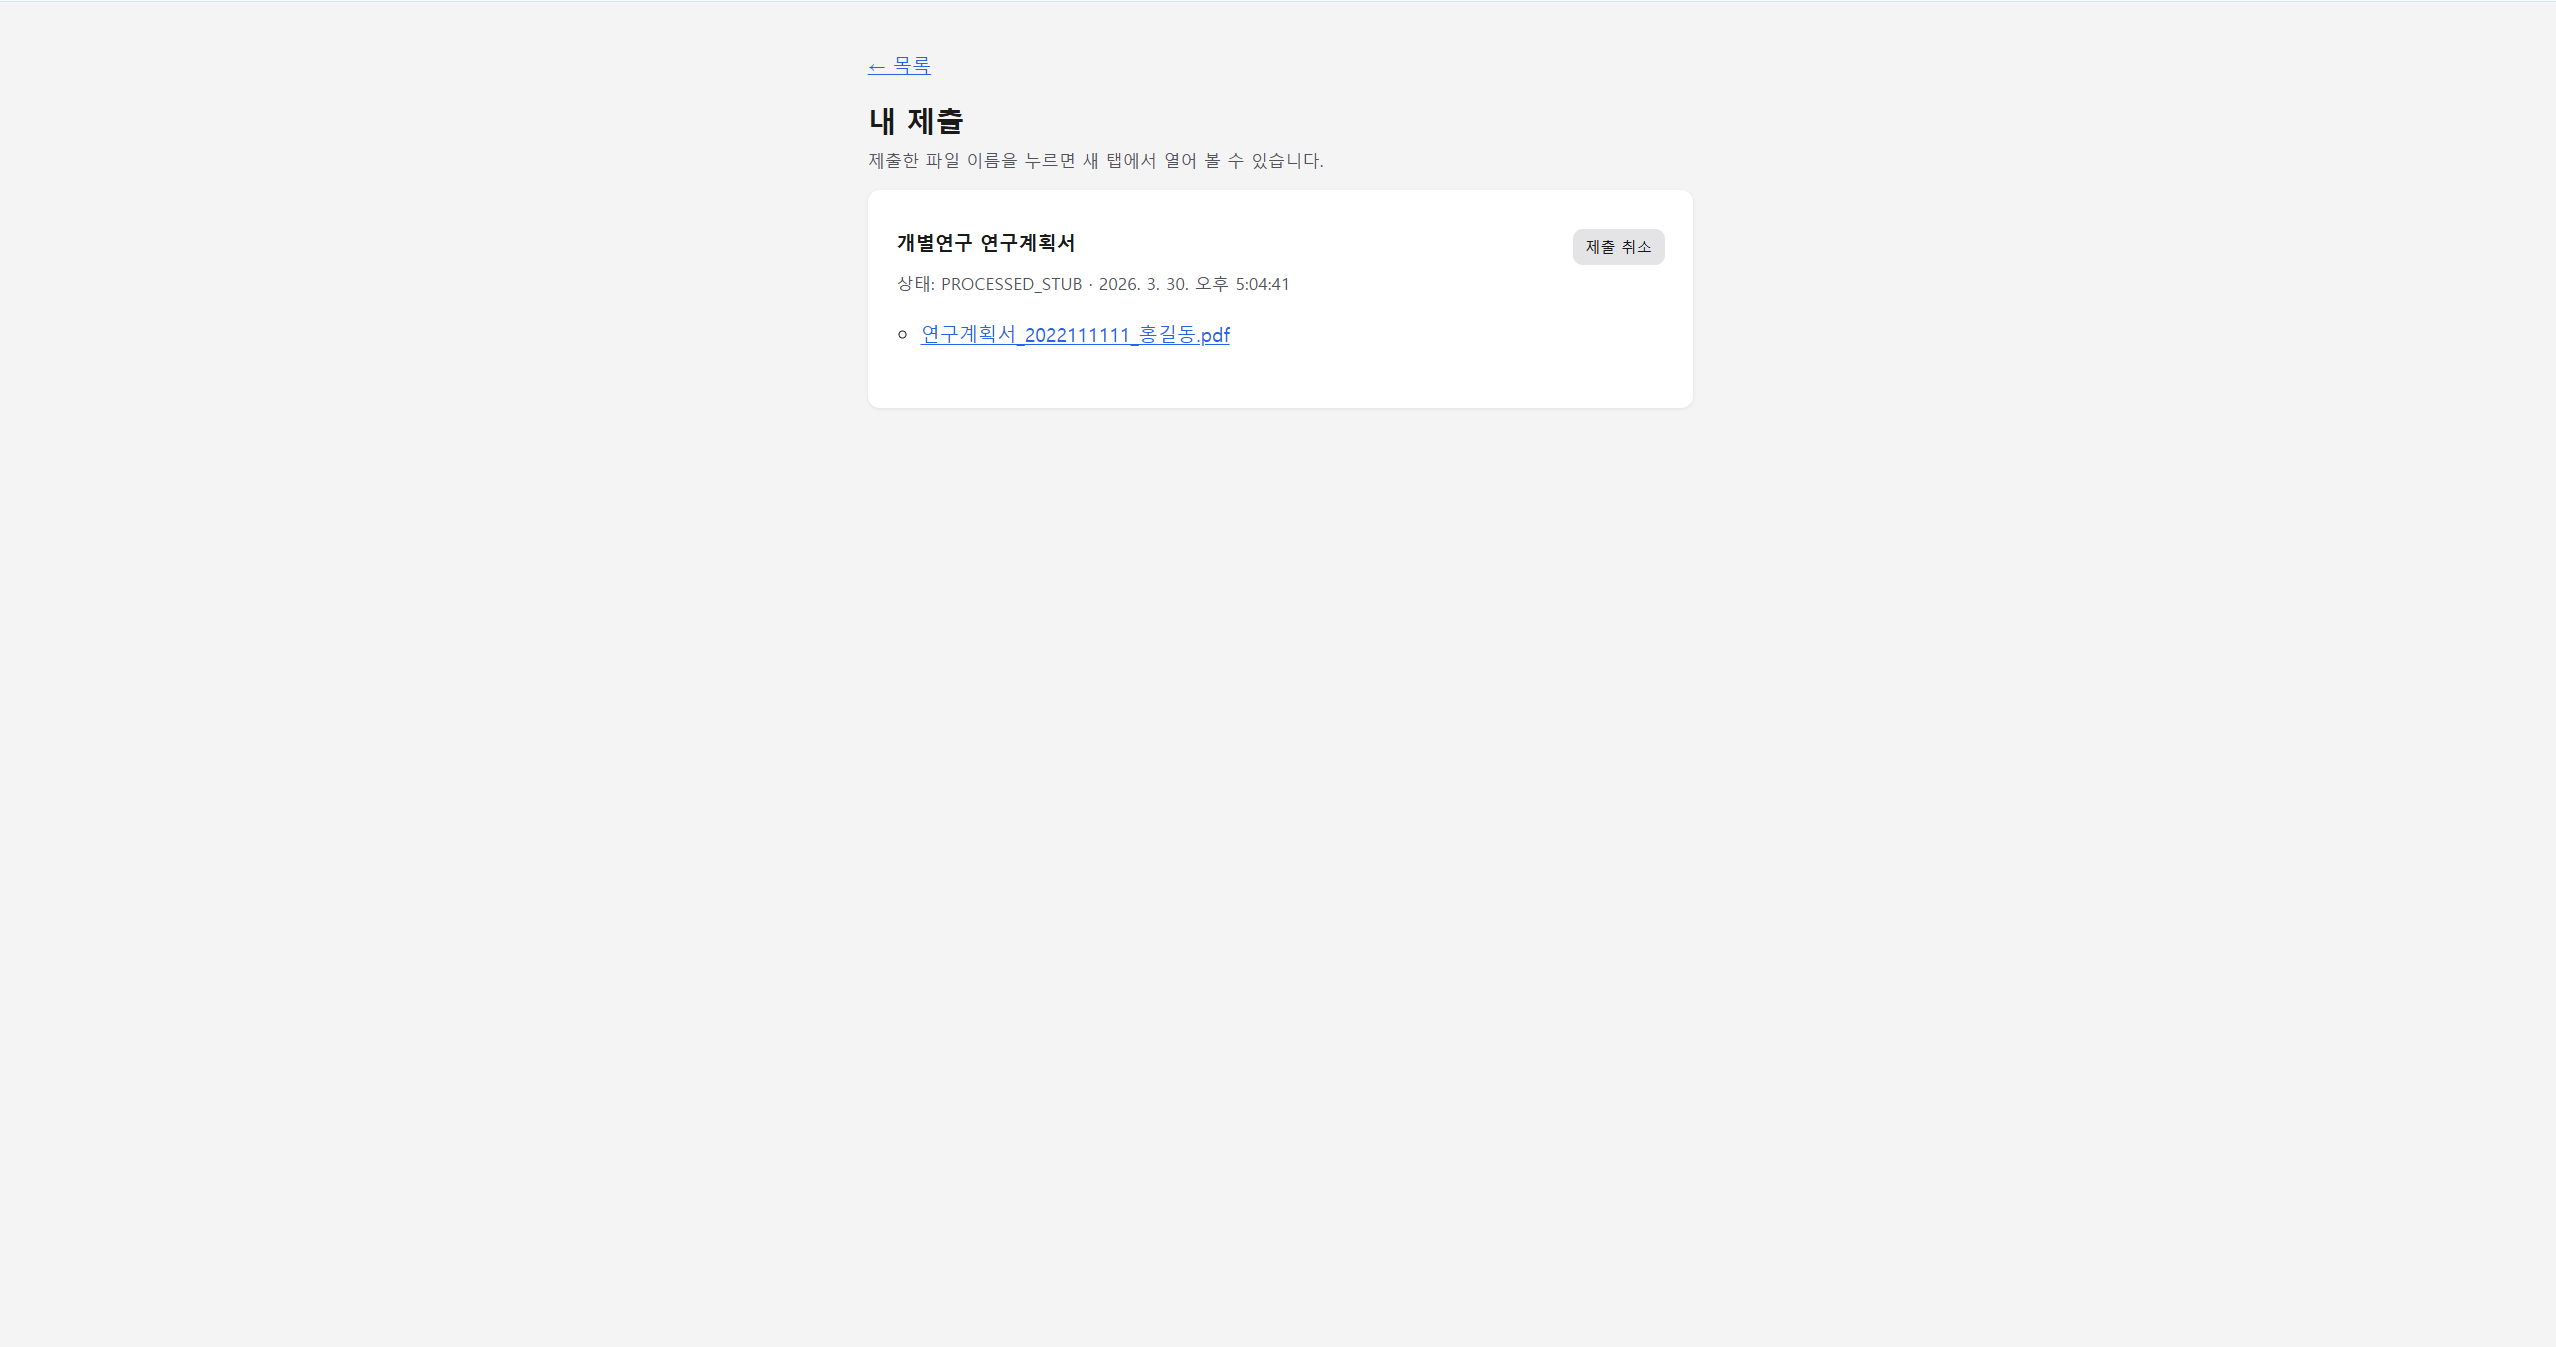 ← 목록
내 제출
제출한 파일 이름을 누르면 새 탭에서 열어 볼 수 있습니다.
개별연구 연구계획서
제출 취소
상태: PROCESSED_STUB · 2026. 3. 30. 오후 5:04:41
연구계획서_2022111111_홍길동.pdf